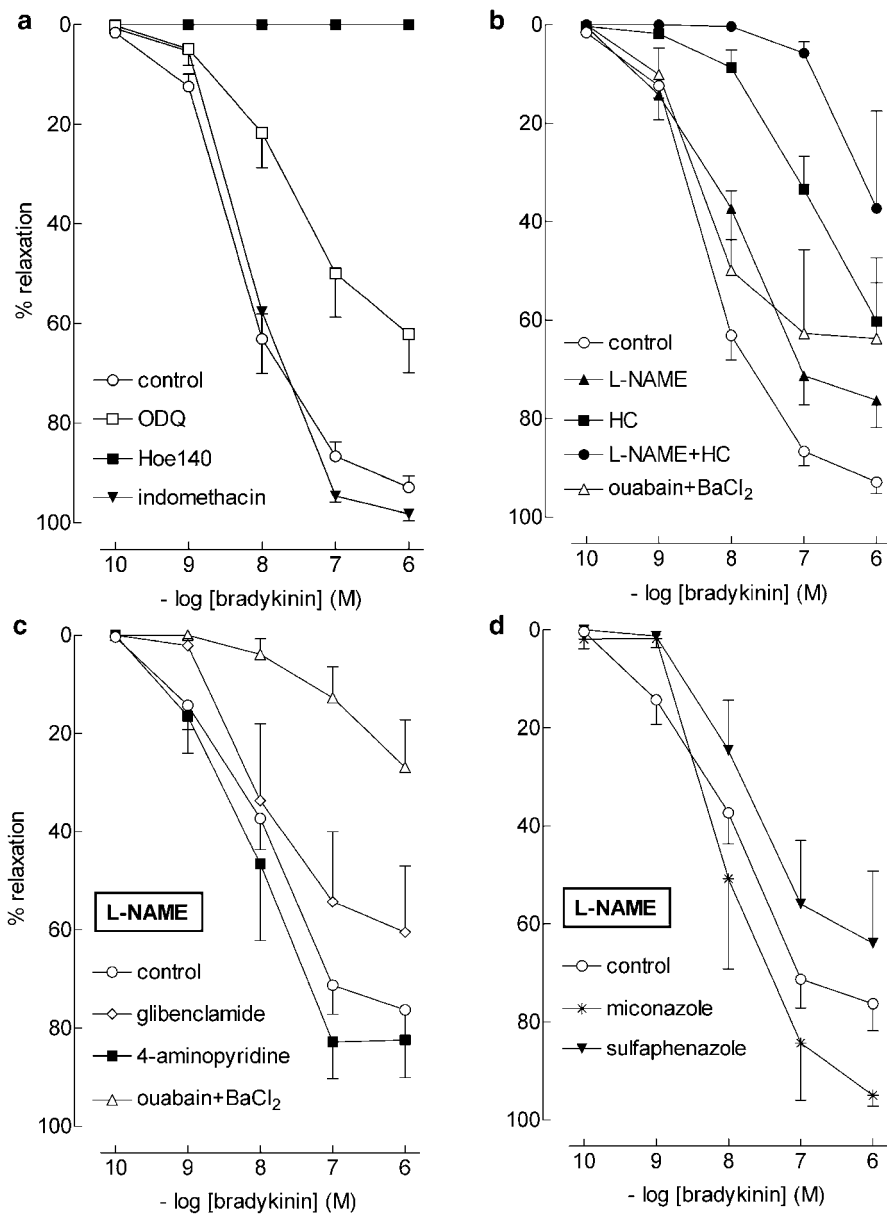 a
0
20
40
60
80
100
% relaxation
control
ODQ
Hoe140
indomethacin
10 9 8 7 6
- log [bradykinin] (M)
b
0
20
40
60
80
100
control
L-NAME
HC
L-NAME+HC
ouabain+BaCl₂
10 9 8 7 6
- log [bradykinin] (M)
c
0
20
40
60
80
100
% relaxation
L-NAME
control
glibenclamide
4-aminopyridine
ouabain+BaCl₂
10 9 8 7 6
- log [bradykinin] (M)
d
0
20
40
60
80
100
L-NAME
control
miconazole
sulfaphenazole
10 9 8 7 6
- log [bradykinin] (M)